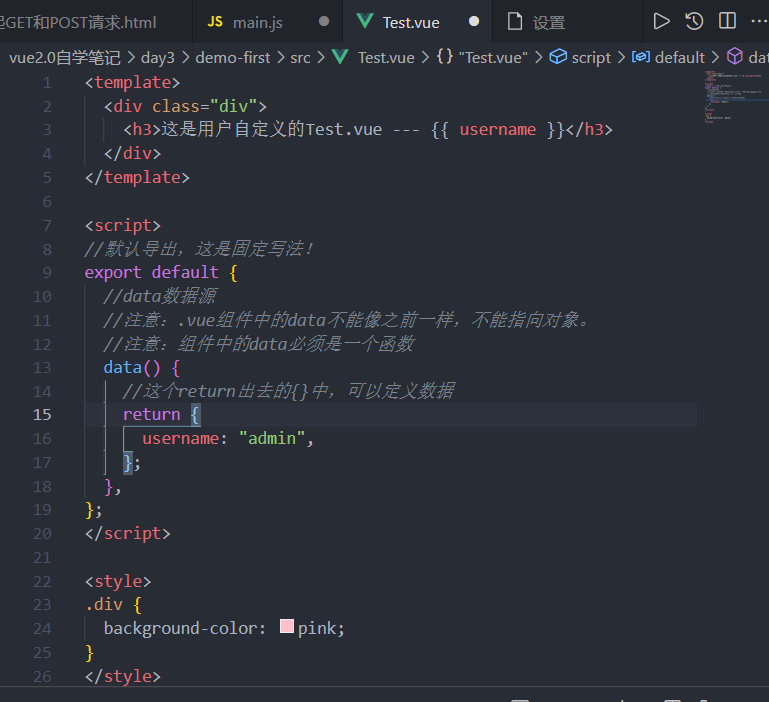 起GET和POST请求.html JS main.js Test.vue 设置
vue2.0自学笔记 > day3 > demo-first > src > Test.vue > {} "Test.vue" > script > default > dat
1 <template>
2 <div class="div">
3 <h3>这是用户自定义的Test.vue --- {{ username }}</h3>
4 </div>
5 </template>
6
7 <script>
8 //默认导出，这是固定写法！
9 export default {
10 //data数据源
11 //注意：.vue组件中的data不能像之前一样，不能指向对象。
12 //注意：组件中的data必须是一个函数
13 data() {
14 //这个return出去的{}中，可以定义数据
15 return {
16 username: "admin",
17 };
18 },
19 };
20 </script>
21
22 <style>
23 .div {
24 background-color: pink;
25 }
26 </style>